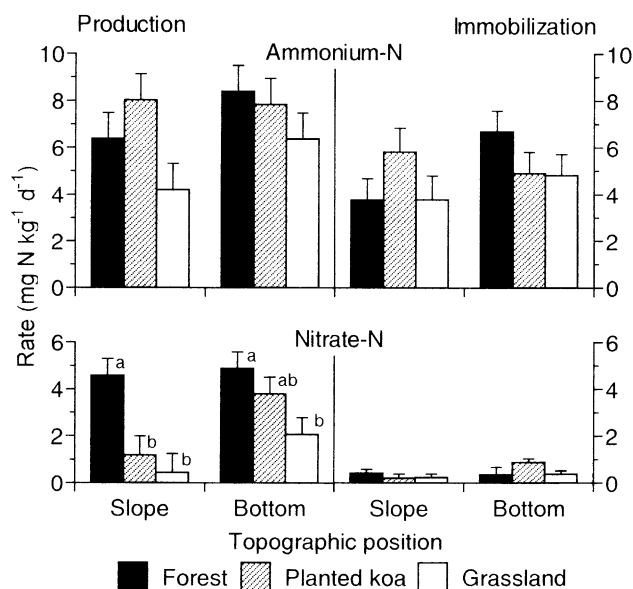 Production Immobilization
Ammonium-N
10 10
8 8
6 6
4 4
2 2
0 0
Rate (mg N kg⁻¹ d⁻¹)
Nitrate-N
6 6
a a ab
4 4
b b b
2 2
0 0
Slope Bottom Slope Bottom
Topographic position
Forest Planted koa Grassland